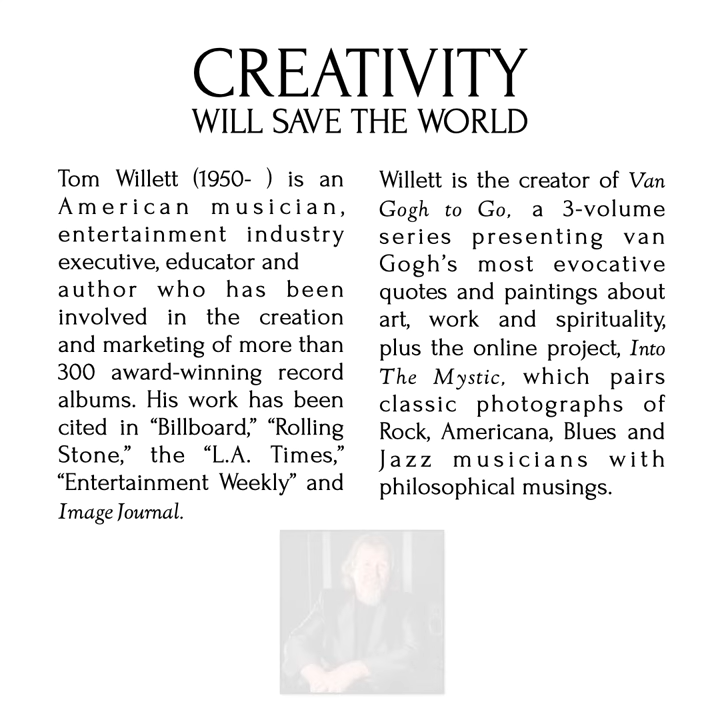 CREATIVITY
WILL SAVE THE WORLD
Tom Willett (1950- ) is an
American musician,
entertainment industry
executive, educator and
author who has been
involved in the creation
and marketing of more than
300 award-winning record
albums. His work has been
cited in “Billboard,” “Rolling
Stone,” the “L.A. Times,”
“Entertainment Weekly” and
Image Journal.
Willett is the creator of Van
Gogh to Go, a 3-volume
series presenting van
Gogh’s most evocative
quotes and paintings about
art, work and spirituality,
plus the online project, Into
The Mystic, which pairs
classic photographs of
Rock, Americana, Blues and
Jazz musicians with
philosophical musings.